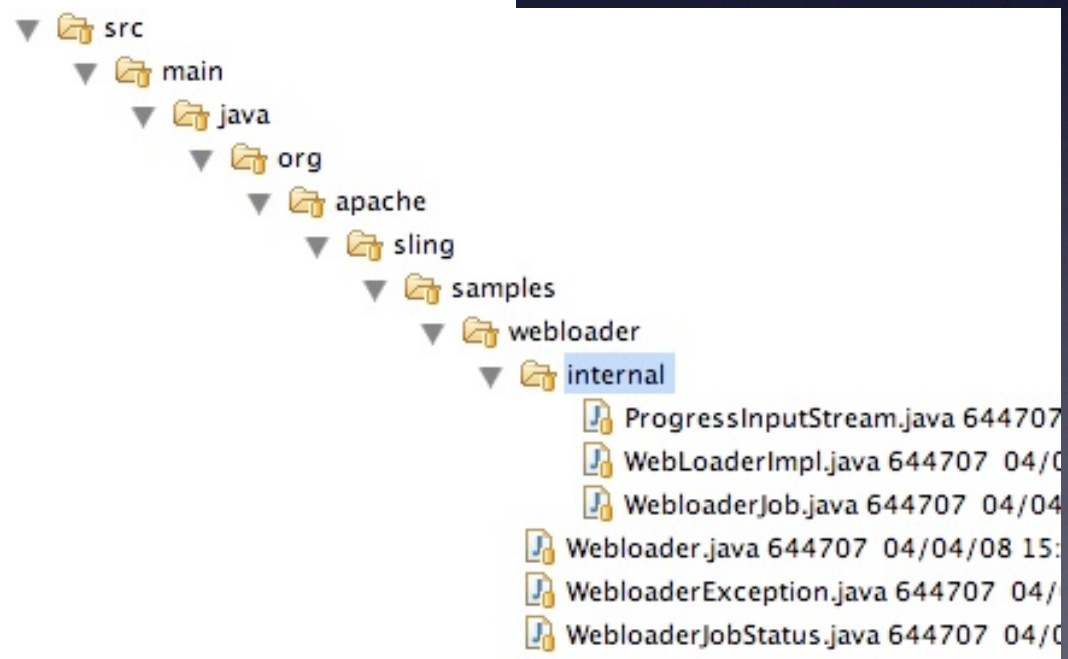 src
main
java
org
apache
sling
samples
webloader
internal
ProgressInputStream.java 644707
WebLoaderImpl.java 644707 04/0
WebloaderJob.java 644707 04/04
Webloader.java 644707 04/04/08 15:
WebloaderException.java 644707 04/
WebloaderJobStatus.java 644707 04/0